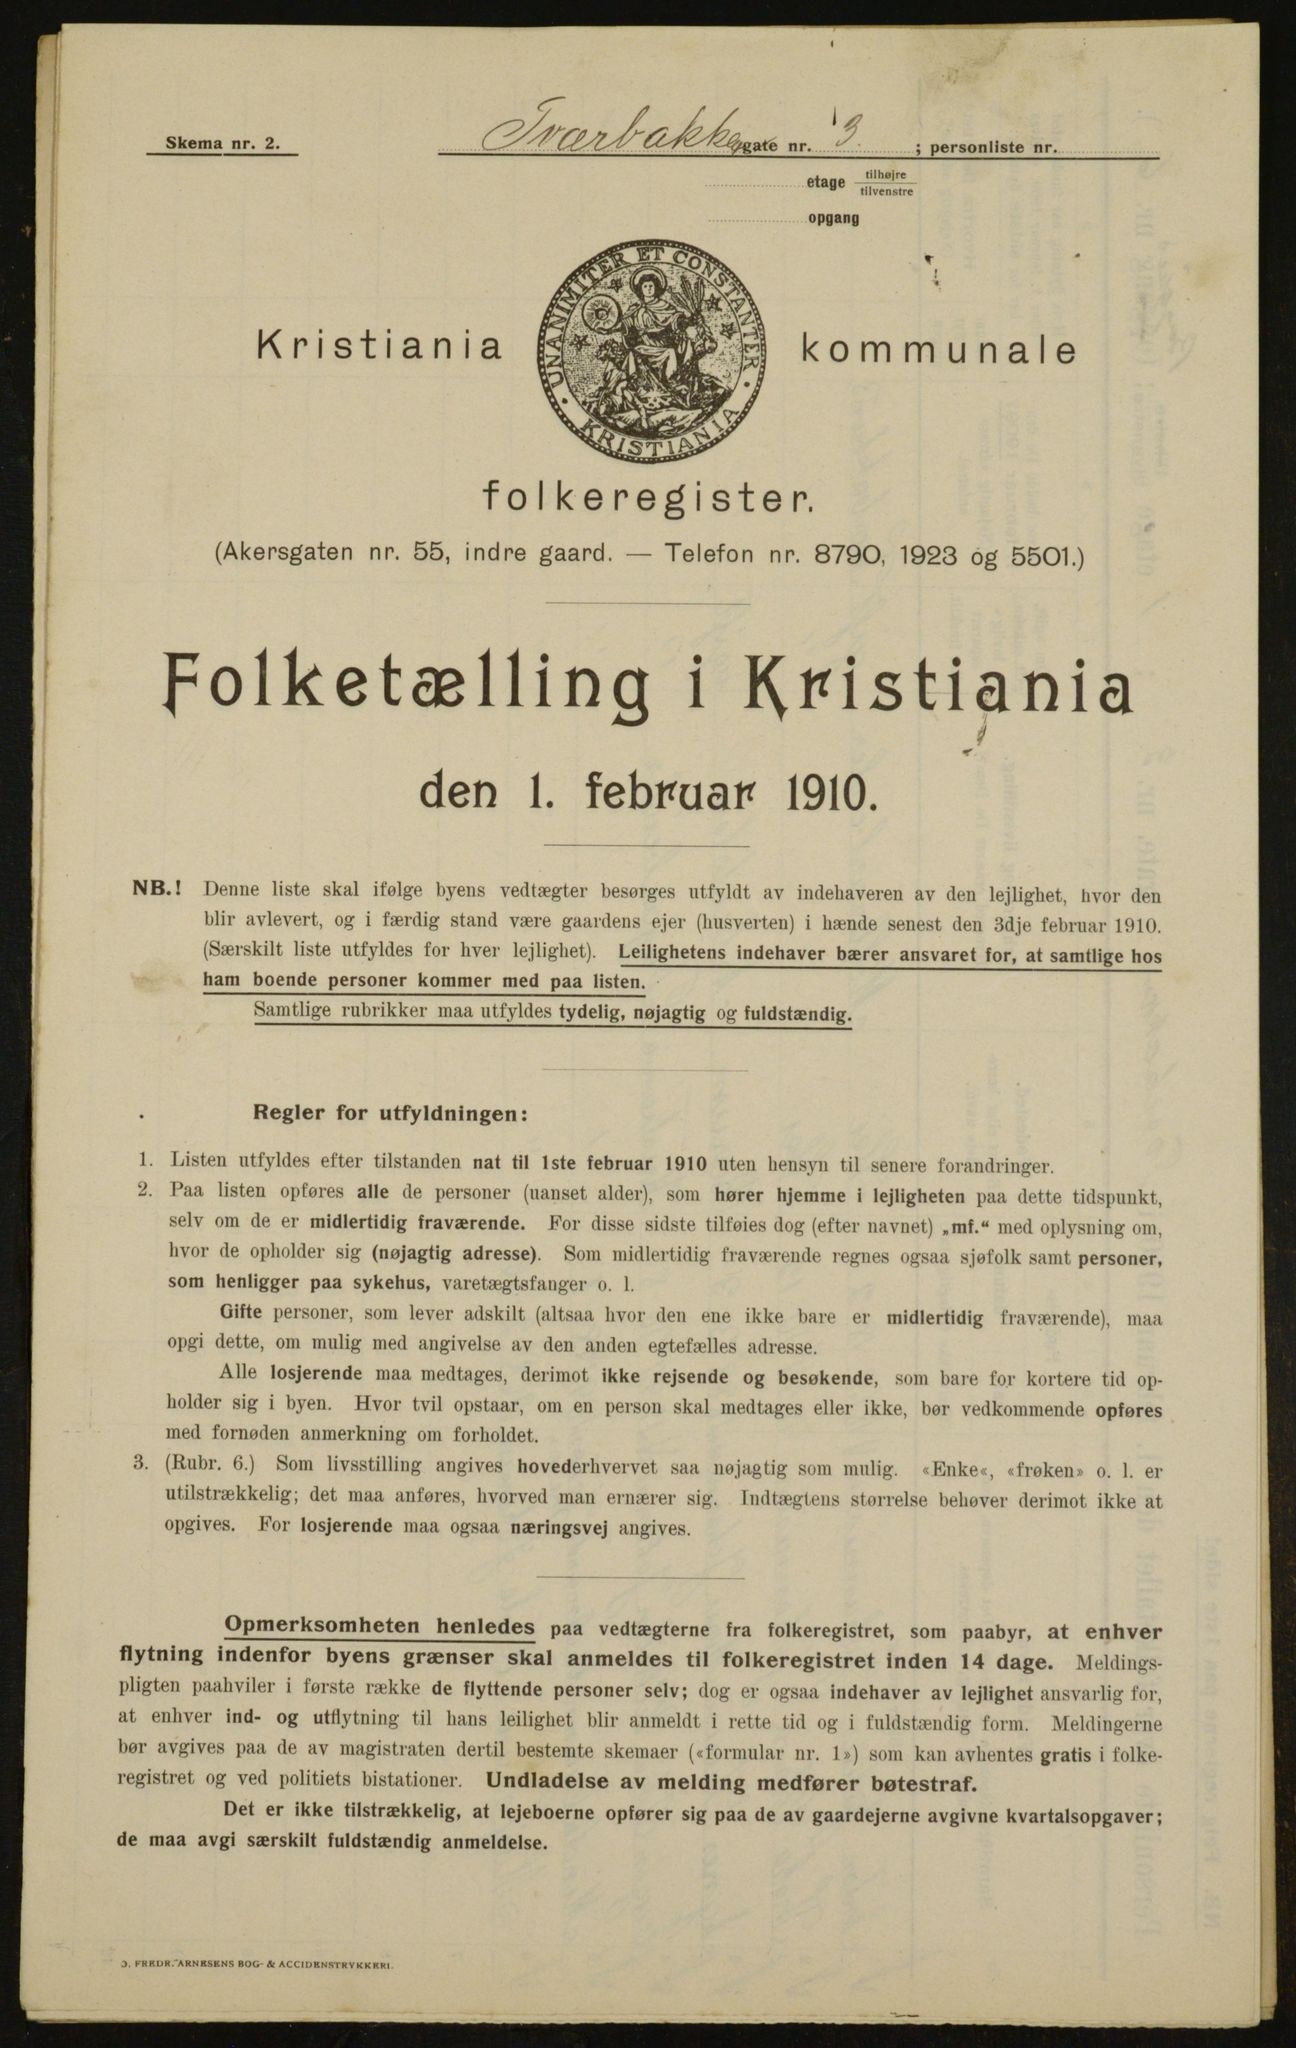 Skema nr. 2.
Tværbakken gate nr. 3. ; personliste nr.
etage tilhøjre
tilvenstre
opgang
UNANIMITER ET CONSTANTER
KRISTIANIA
Kristiania kommunale
folkeregister.
(Akersgaten nr. 55, indre gaard. — Telefon nr. 8790, 1923 og 5501.)
Folketælling i Kristiania
den 1. februar 1910.
NB.! Denne liste skal ifølge byens vedtægter besørges utfyldt av indehaveren av den lejlighet, hvor den
blir avlevert, og i færdig stand være gaardens ejer (husverten) i hænde senest den 3dje februar 1910.
(Særskilt liste utfyldes for hver lejlighet). Leilighetens indehaver bærer ansvaret for, at samtlige hos
ham boende personer kommer med paa listen.
Samtlige rubrikker maa utfyldes tydelig, nøjagtig og fuldstændig.
Regler for utfyldningen:
1. Listen utfyldes efter tilstanden nat til 1ste februar 1910 uten hensyn til senere forandringer.
2. Paa listen opføres alle de personer (uanset alder), som hører hjemme i lejligheten paa dette tidspunkt,
selv om de er midlertidig fraværende. For disse sidste tilføies dog (efter navnet) „mf.“ med oplysning om,
hvor de opholder sig (nøjagtig adresse). Som midlertidig fraværende regnes ogsaa sjøfolk samt personer,
som henligger paa sykehus, varetægtsfanger o. l.
Gifte personer, som lever adskilt (altsaa hvor den ene ikke bare er midlertidig fraværende), maa
opgi dette, om mulig med angivelse av den anden egtefælles adresse.
Alle losjerende maa medtages, derimot ikke rejsende og besøkende, som bare for kortere tid op-
holder sig i byen. Hvor tvil opstaar, om en person skal medtages eller ikke, bør vedkommende opføres
med fornøden anmerkning om forholdet.
3. (Rubr. 6.) Som livsstilling angives hovederhvervet saa nøjagtig som mulig. «Enke«, «frøken» o. l. er
utilstrækkelig; det maa anføres, hvorved man ernærer sig. Indtægtens størrelse behøver derimot ikke at
opgives. For losjerende maa ogsaa næringsvej angives.
Opmerksomheten henledes paa vedtægterne fra folkeregistret, som paabyr, at enhver
flytning indenfor byens grænser skal anmeldes til folkeregistret inden 14 dage. Meldings-
pligten paahviler i første række de flyttende personer selv; dog er ogsaa indehaver av lejlighet ansvarlig for,
at enhver ind- og utflytning til hans leilighet blir anmeldt i rette tid og i fuldstændig form. Meldingerne
bør avgives paa de av magistraten dertil bestemte skemaer («formular nr. 1») som kan avhentes gratis i folke-
registret og ved politiets bistationer. Undladelse av melding medfører bøtestraf.
Det er ikke tilstrækkelig, at lejeboerne opfører sig paa de av gaardejerne avgivne kvartalsopgaver;
de maa avgi særskilt fuldstændig anmeldelse.
J. FREDR. ARNESENS BOG- & ACCIDENSTRYKKERI.